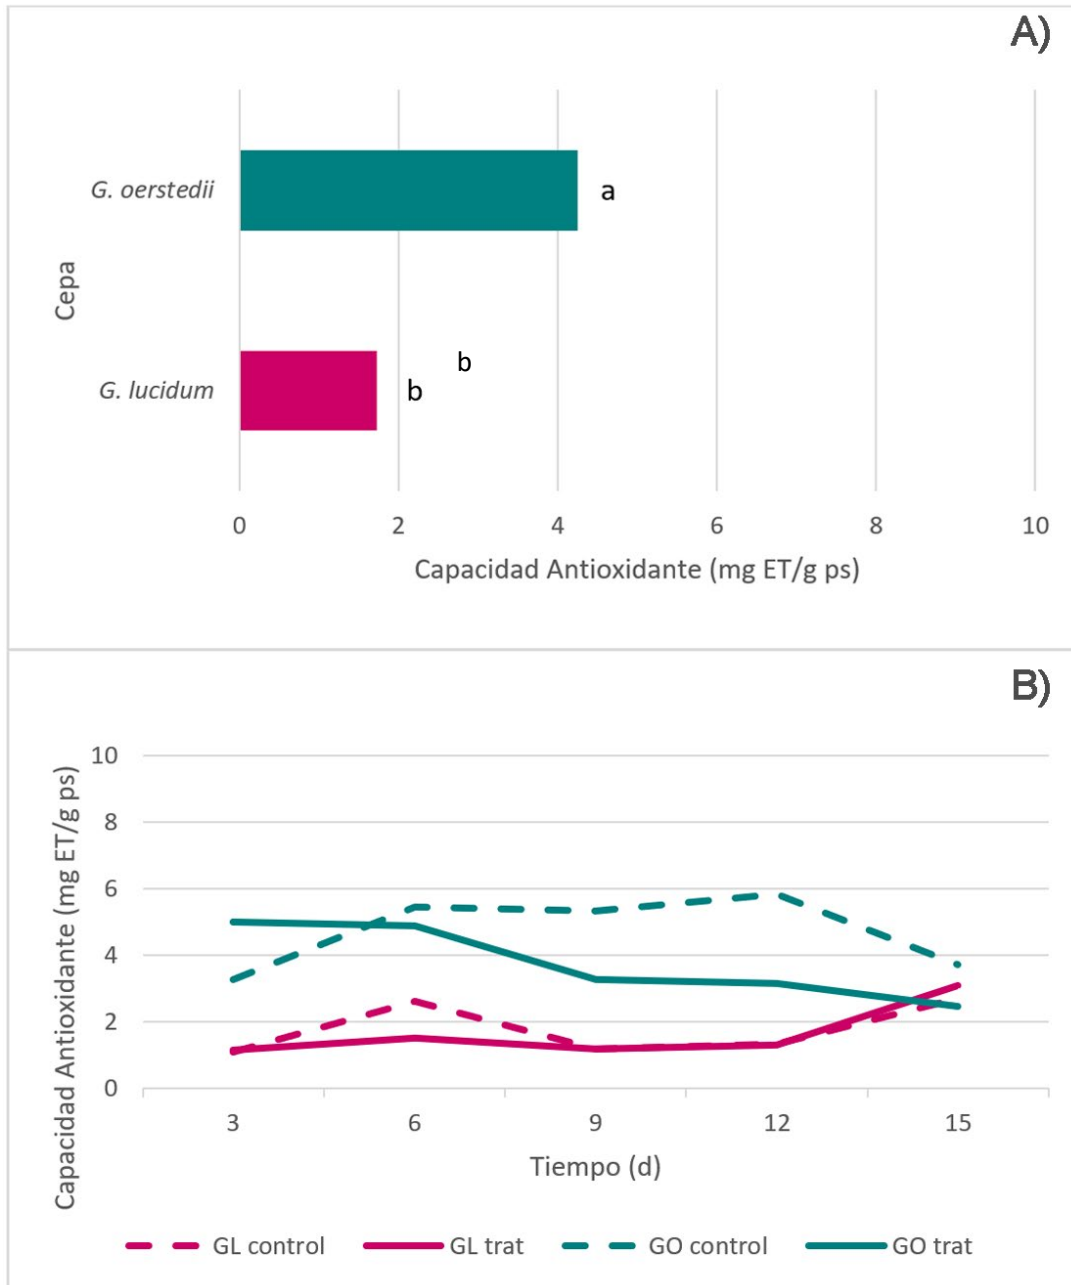 A)
G. oerstedii
a
Cepa
b
G. lucidum
b
0 2 4 6 8 10
Capacidad Antioxidante (mg ET/g ps)
B)
Capacidad Antioxidante (mg ET/g ps)
10
8
6
4
2
0
3 6 9 12 15
Tiempo (d)
GL control GL trat GO control GO trat